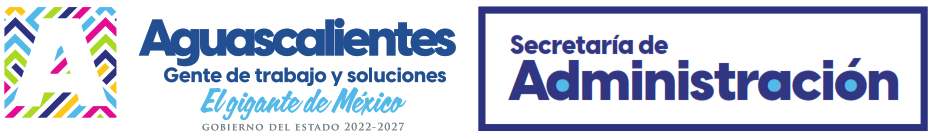 Aguascalientes
Gente de trabajo y soluciones
El gigante de México
GOBIERNO DEL ESTADO 2022-2027
Secretaría de
Administración